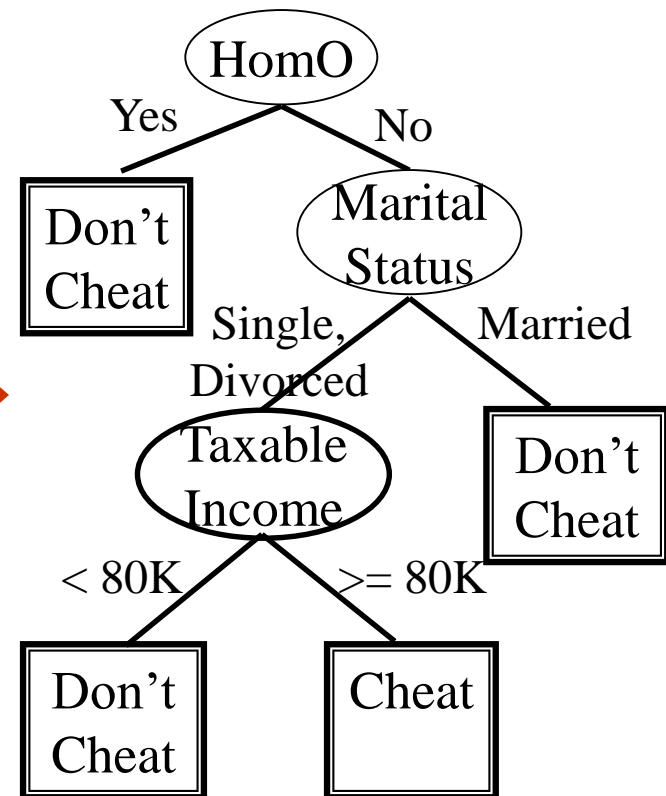 HomO
Yes
No
Don’t
Cheat
Marital
Status
Single,
Divorced
Married
Taxable
Income
Don’t
Cheat
< 80K
>= 80K
Don’t
Cheat
Cheat